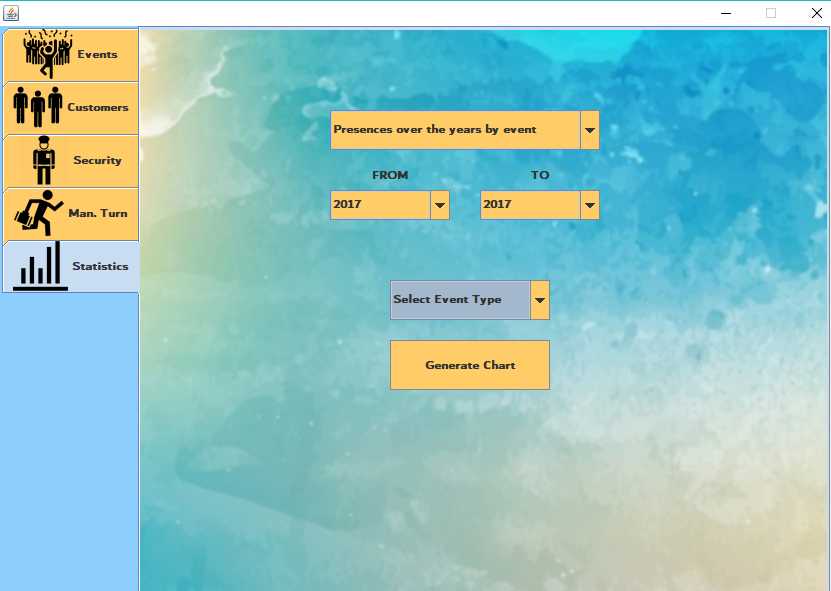 Events
Customers
Security
Man. Turn
Statistics
Presences over the years by event
FROM TO
2017 2017
Select Event Type
Generate Chart